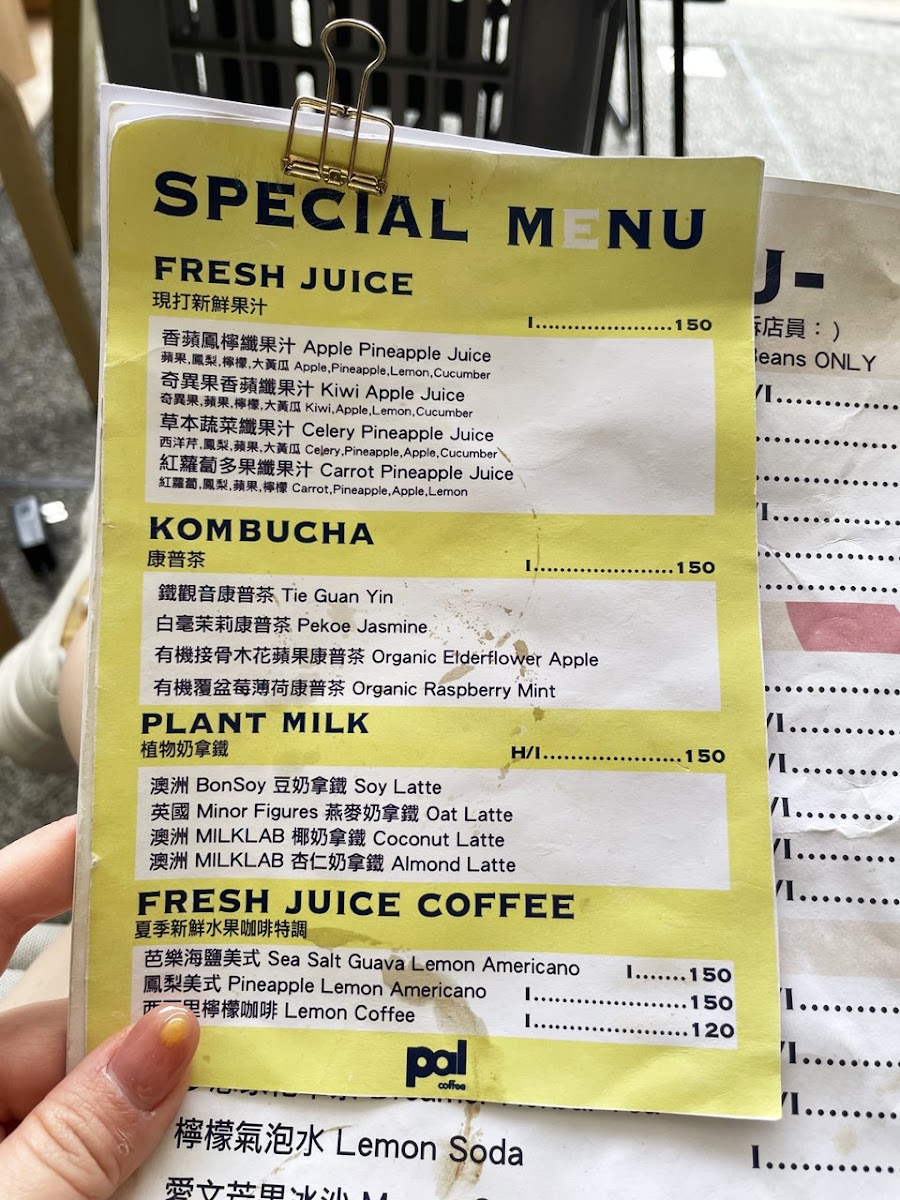 SPECIAL MENU
FRESH JUICE
現打新鮮果汁
I.....................150
香蘋鳳檸纖果汁 Apple Pineapple Juice
蘋果,鳳梨,檸檬,大黃瓜 Apple,Pineapple,Lemon,Cucumber
奇異果香蘋纖果汁 Kiwi Apple Juice
奇異果,蘋果,檸檬,大黃瓜 Kiwi,Apple,Lemon,Cucumber
草本蔬菜纖果汁 Celery Pineapple Juice
西洋芹,鳳梨,蘋果,大黃瓜 Celery,Pineapple,Apple,Cucumber
紅蘿蔔多果纖果汁 Carrot Pineapple Juice
紅蘿蔔,鳳梨,蘋果,檸檬 Carrot,Pineapple,Apple,Lemon
KOMBUCHA
康普茶
I.....................150
鐵觀音康普茶 Tie Guan Yin
白毫茉莉康普茶 Pekoe Jasmine
有機接骨木花蘋果康普茶 Organic Elderflower Apple
有機覆盆莓薄荷康普茶 Organic Raspberry Mint
PLANT MILK
植物奶拿鐵
H/I.....................150
澳洲 BonSoy 豆奶拿鐵 Soy Latte
英國 Minor Figures 燕麥奶拿鐵 Oat Latte
澳洲 MILKLAB 椰奶拿鐵 Coconut Latte
澳洲 MILKLAB 杏仁奶拿鐵 Almond Latte
FRESH JUICE COFFEE
夏季新鮮水果咖啡特調
芭樂海鹽美式 Sea Salt Guava Lemon Americano I.......150
鳳梨美式 Pineapple Lemon Americano I....................150
里檸檬咖啡 Lemon Coffee I....................120
pal
coffee
店員：)
Beans ONLY
檸檬氣泡水 Lemon Soda I